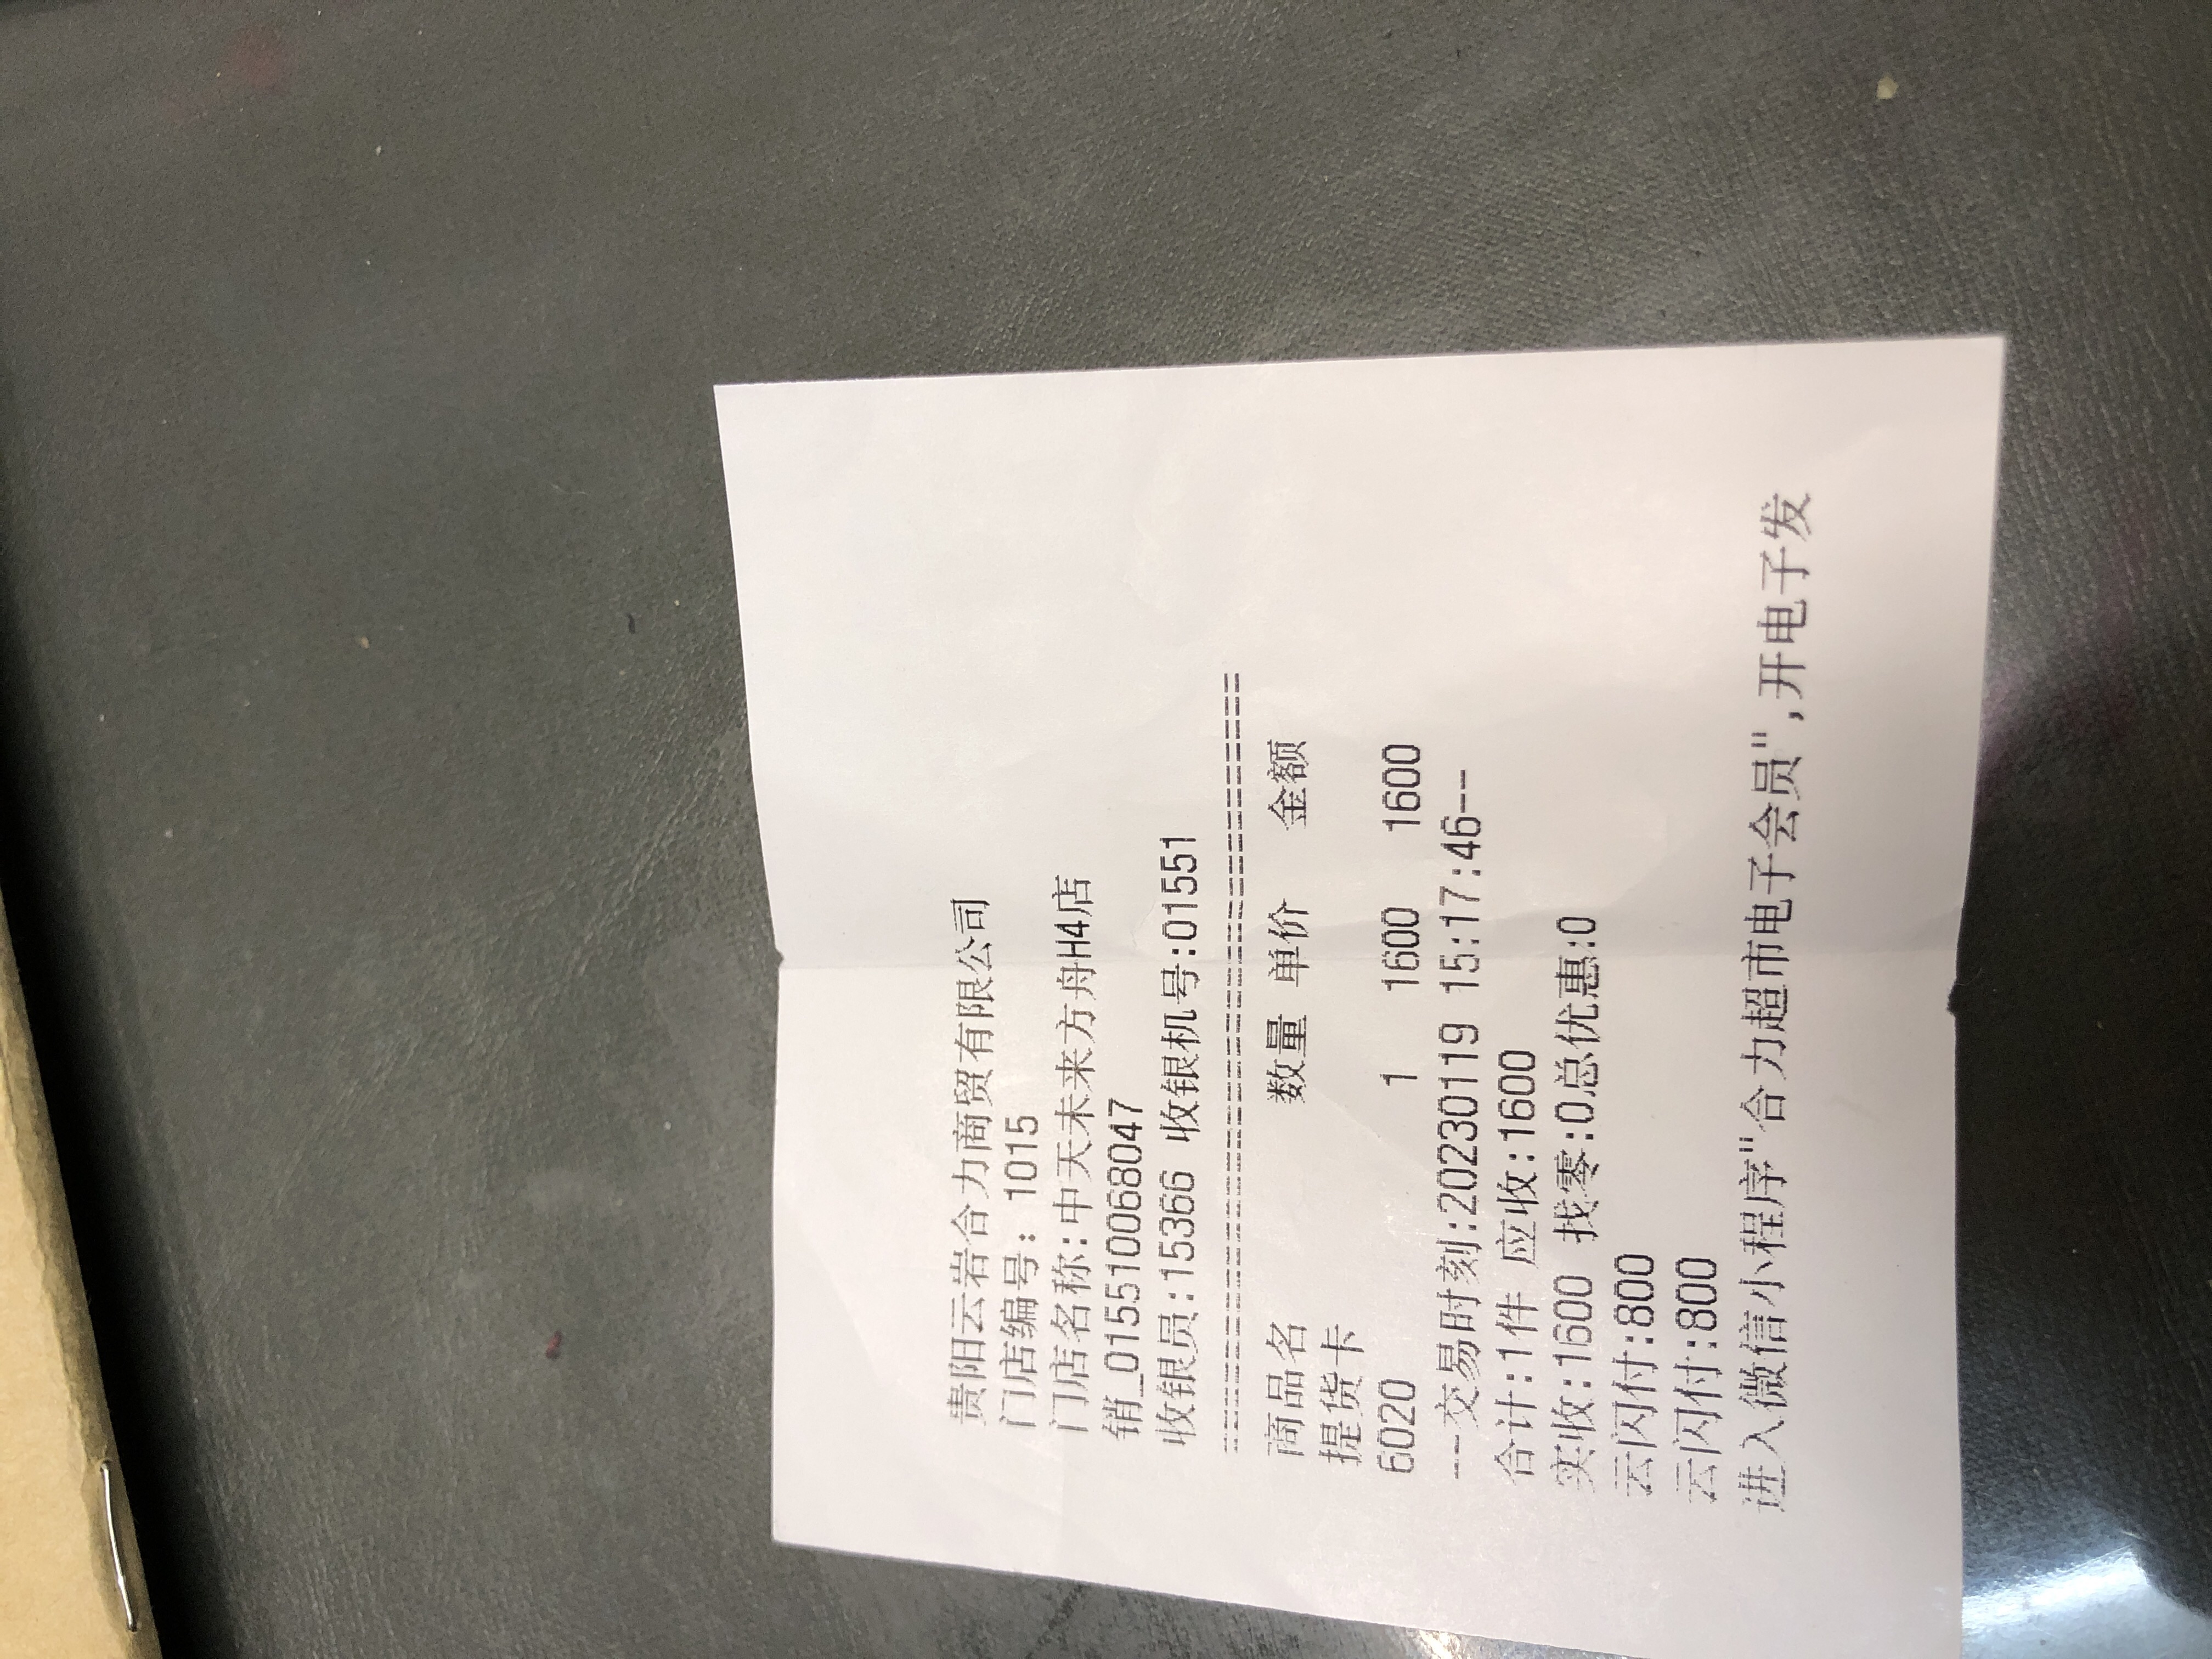 贵阳云岩合力商贸有限公司
门店编号: 1015
门店名称:中天未来方舟H4店
销_015510068047
收银员:15366 收银机号:01551
================================
商品名 数量 单价 金额
提货卡
6020 1 1600 1600
---交易时刻:20230119 15:17:46--
合计:1件 应收:1600
实收:1600 找零:0总优惠:0
云闪付:800
云闪付:800
进入微信小程序"合力超市电子会员",开电子发